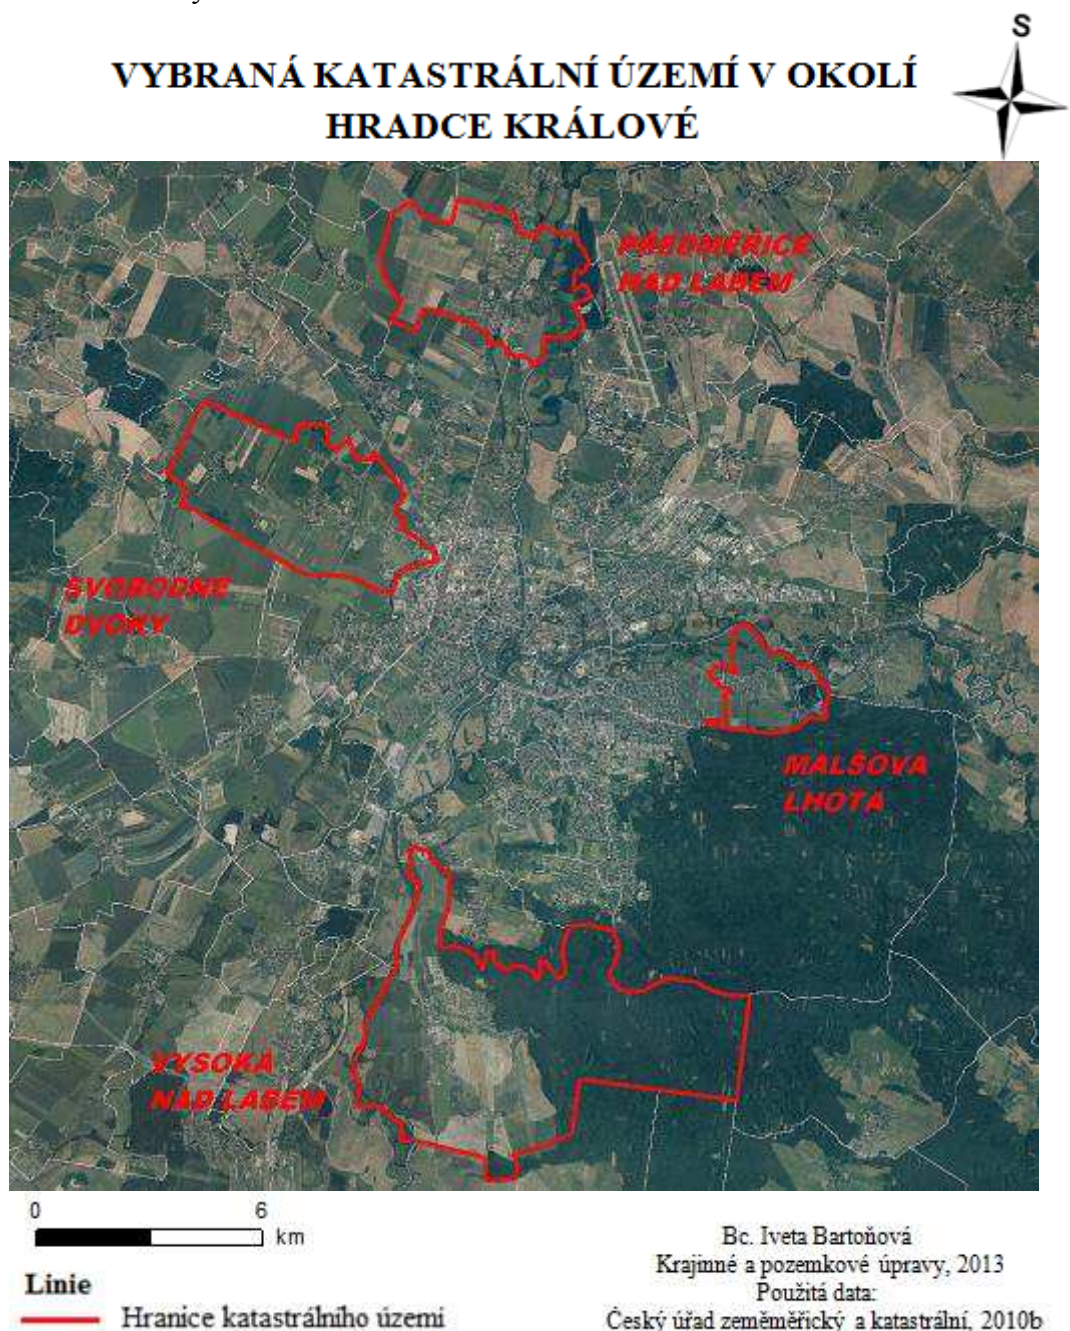 S
VYBRANÁ KATASTRÁLNÍ ÚZEMÍ V OKOLÍ
HRADCE KRÁLOVÉ
PŘEDMĚŘICE
NAD LABEM
SVOBODNÉ
DVORY
MALŠOVA
LHOTA
VYSOKÁ
NAD LABEM
0 6
km
Linie
Hranice katastrálního území
Bc. Iveta Bartoňová
Krajinné a pozemkové úpravy, 2013
Použitá data:
Český úřad zeměměřický a katastrální, 2010b